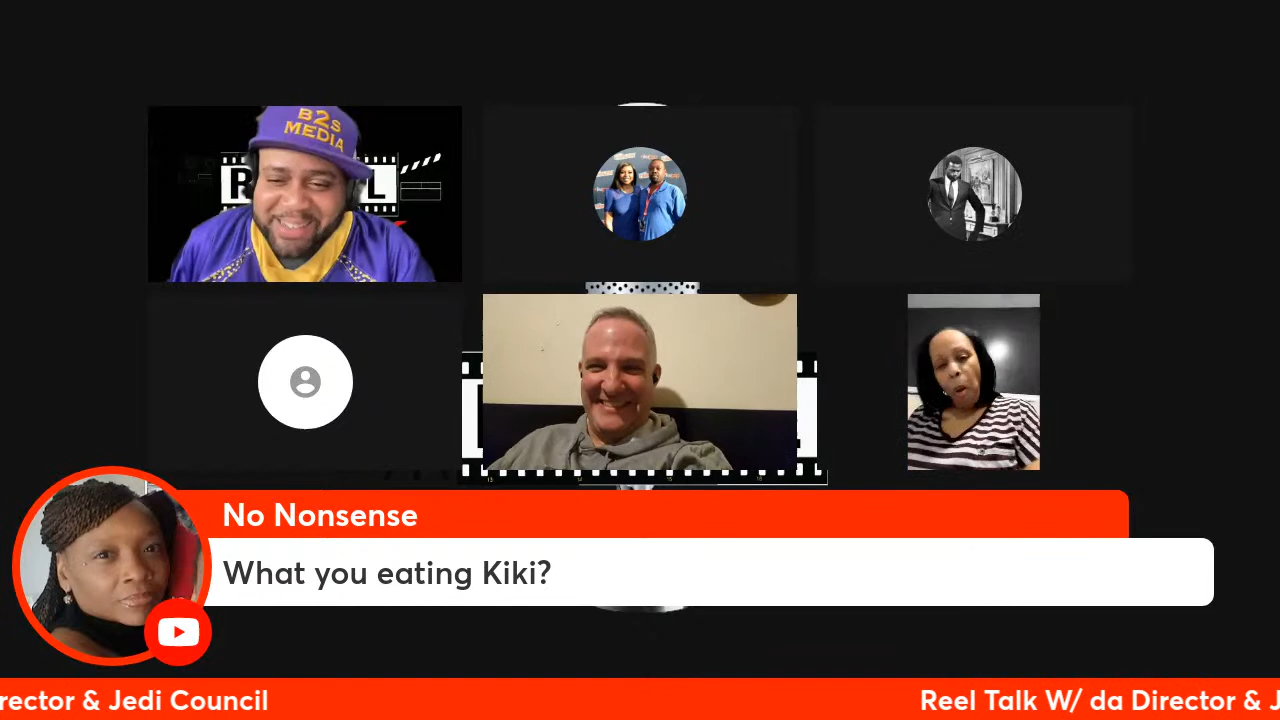 B2S
MEDIA
R
L
No Nonsense
What you eating Kiki?
rector & Jedi Council
Reel Talk W/ da Director & J